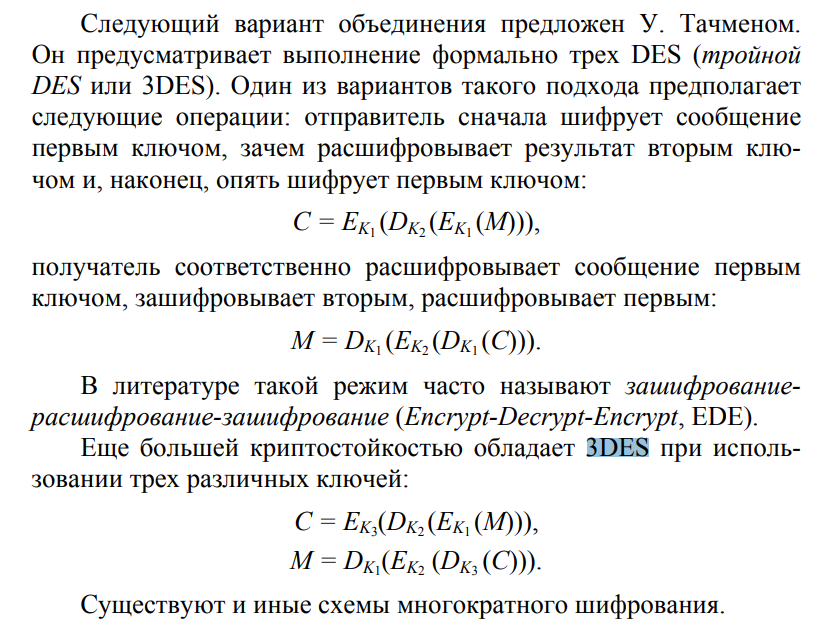 Следующий вариант объединения предложен У. Тачменом.
Он предусматривает выполнение формально трех DES (тройной
DES или 3DES). Один из вариантов такого подхода предполагает
следующие операции: отправитель сначала шифрует сообщение
первым ключом, зачем расшифровывает результат вторым клю-
чом и, наконец, опять шифрует первым ключом:
C = E_{K_1}(D_{K_2}(E_{K_1}(M))),
получатель соответственно расшифровывает сообщение первым
ключом, зашифровывает вторым, расшифровывает первым:
M = D_{K_1}(E_{K_2}(D_{K_1}(C))).
В литературе такой режим часто называют зашифрование-
расшифрование-зашифрование (Encrypt-Decrypt-Encrypt, EDE).
Еще большей криптостойкостью обладает 3DES при исполь-
зовании трех различных ключей:
C = E_{K_3}(D_{K_2}(E_{K_1}(M))),
M = D_{K_1}(E_{K_2} (D_{K_3} (C))).
Существуют и иные схемы многократного шифрования.